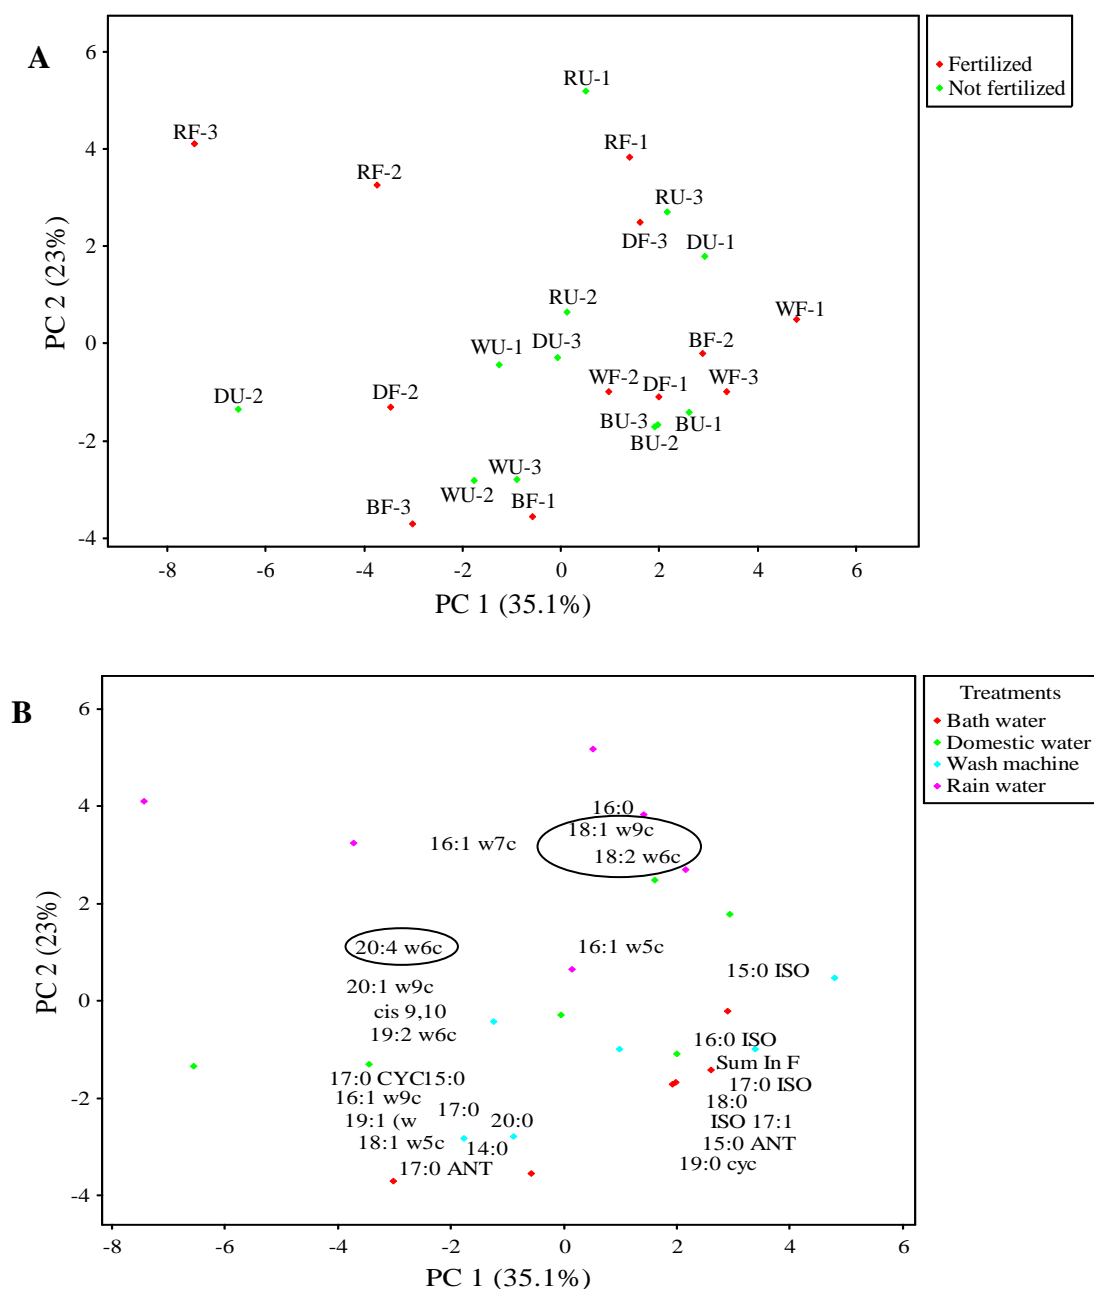 A
Fertilized
Not fertilized
RU-1
RF-3
RF-1
RF-2
RU-3
DF-3
DU-1
RU-2
WF-1
WU-1
DU-3
BF-2
DU-2
DF-2
WF-2
DF-1
WF-3
BU-3
BU-1
BU-2
WU-3
WU-2
BF-3
BF-1
6
4
2
0
-2
-4
PC 2 (23%)
-8
-6
-4
-2
0
2
4
6
PC 1 (35.1%)
B
Treatments
Bath water
Domestic water
Wash machine
Rain water
16:0
18:1 w9c
16:1 w7c
18:2 w6c
20:4 w6c
16:1 w5c
15:0 ISO
20:1 w9c
cis 9,10
19:2 w6c
16:0 ISO
Sum In F
17:0 CYC
15:0
17:0 ISO
16:1 w9c
17:0
18:0
19:1 (w
20:0
ISO 17:1
18:1 w5c
14:0
15:0 ANT
17:0 ANT
19:0 cyc
6
4
2
0
-2
-4
PC 2 (23%)
-8
-6
-4
-2
0
2
4
6
PC 1 (35.1%)